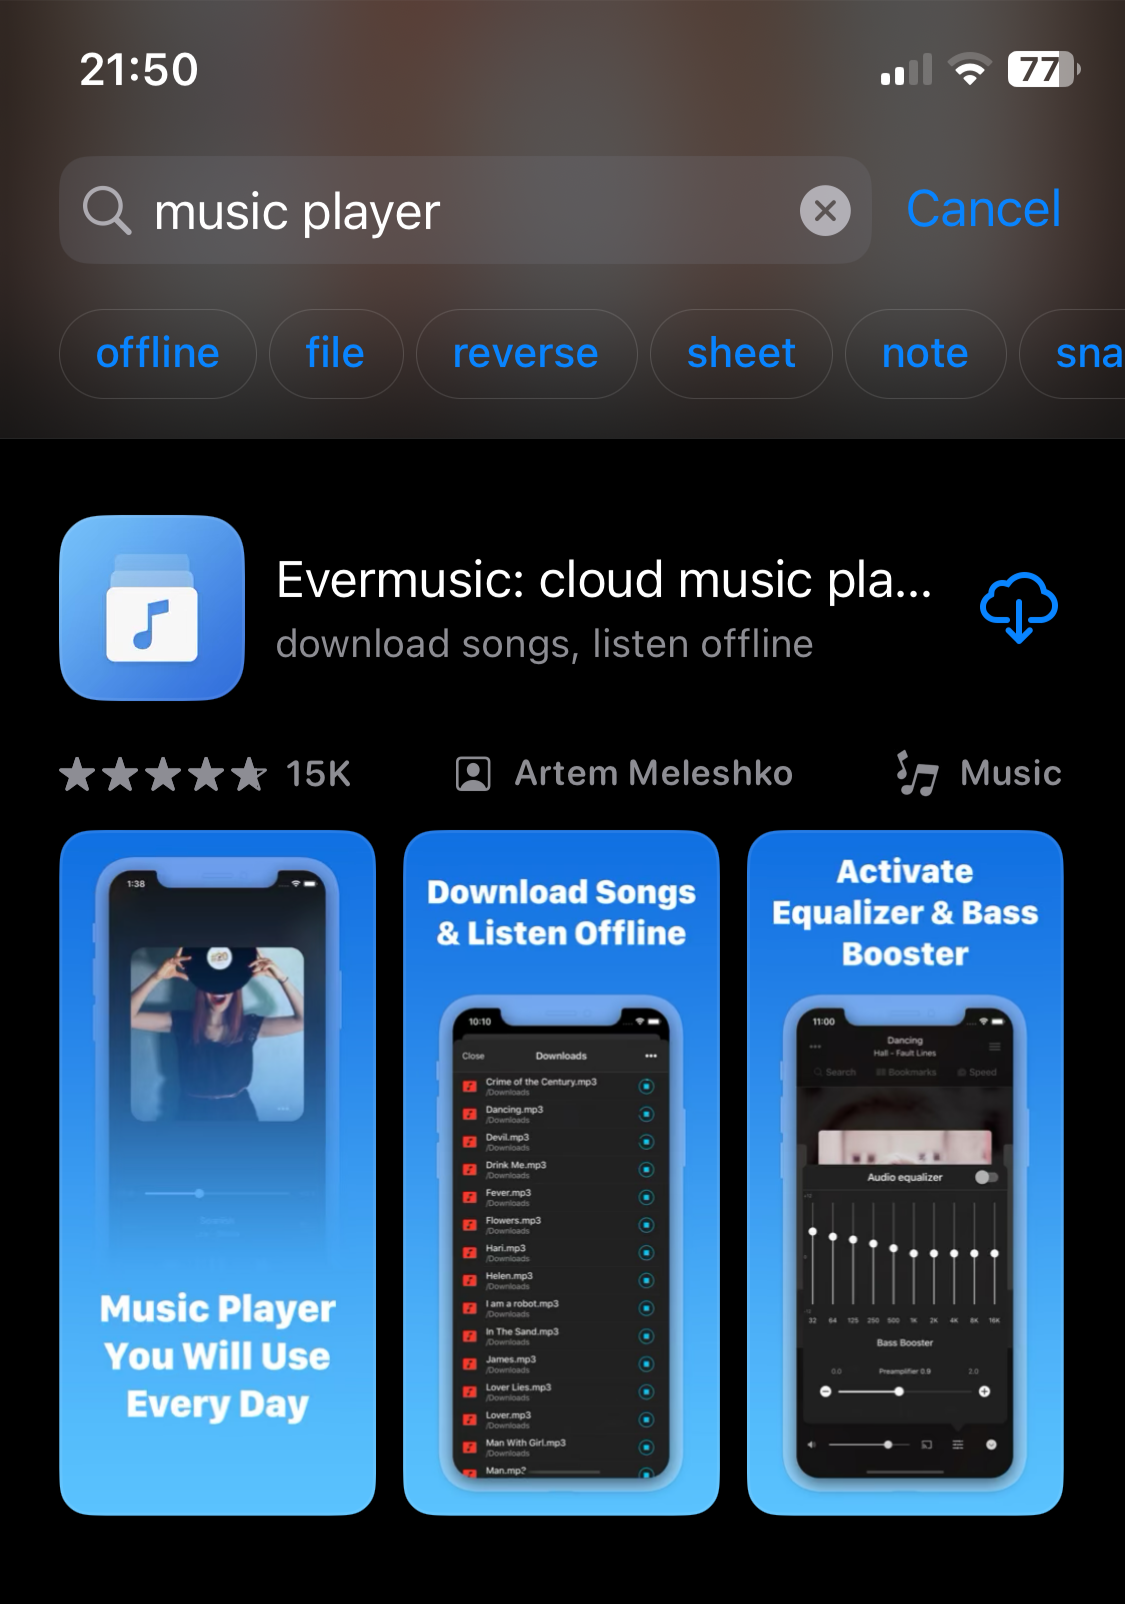 21:50
77
music player
Cancel
offline
file
reverse
sheet
note
sna
Evermusic: cloud music pla...
download songs, listen offline
15K
Artem Meleshko
Music
1:38
Music Player
You Will Use
Every Day
Download Songs
& Listen Offline
10:10
Close
Downloads
Crime of the Century.mp3
/Downloads
Dancing.mp3
/Downloads
Devil.mp3
/Downloads
Drink Me.mp3
/Downloads
Fever.mp3
/Downloads
Flowers.mp3
/Downloads
Hari.mp3
/Downloads
Helen.mp3
/Downloads
I am a robot.mp3
/Downloads
In The Sand.mp3
/Downloads
James.mp3
/Downloads
Lover Lies.mp3
/Downloads
Lover.mp3
/Downloads
Man With Girl.mp3
/Downloads
Man.mp3
Activate
Equalizer & Bass
Booster
11:00
Dancing
Hall - Fault Lines
Search
Bookmarks
Speed
Audio equalizer
32 64 125 250 500 1K 2K 4K 8K 16K
Bass Booster
0.0
Preamplifier 0.9
2.0